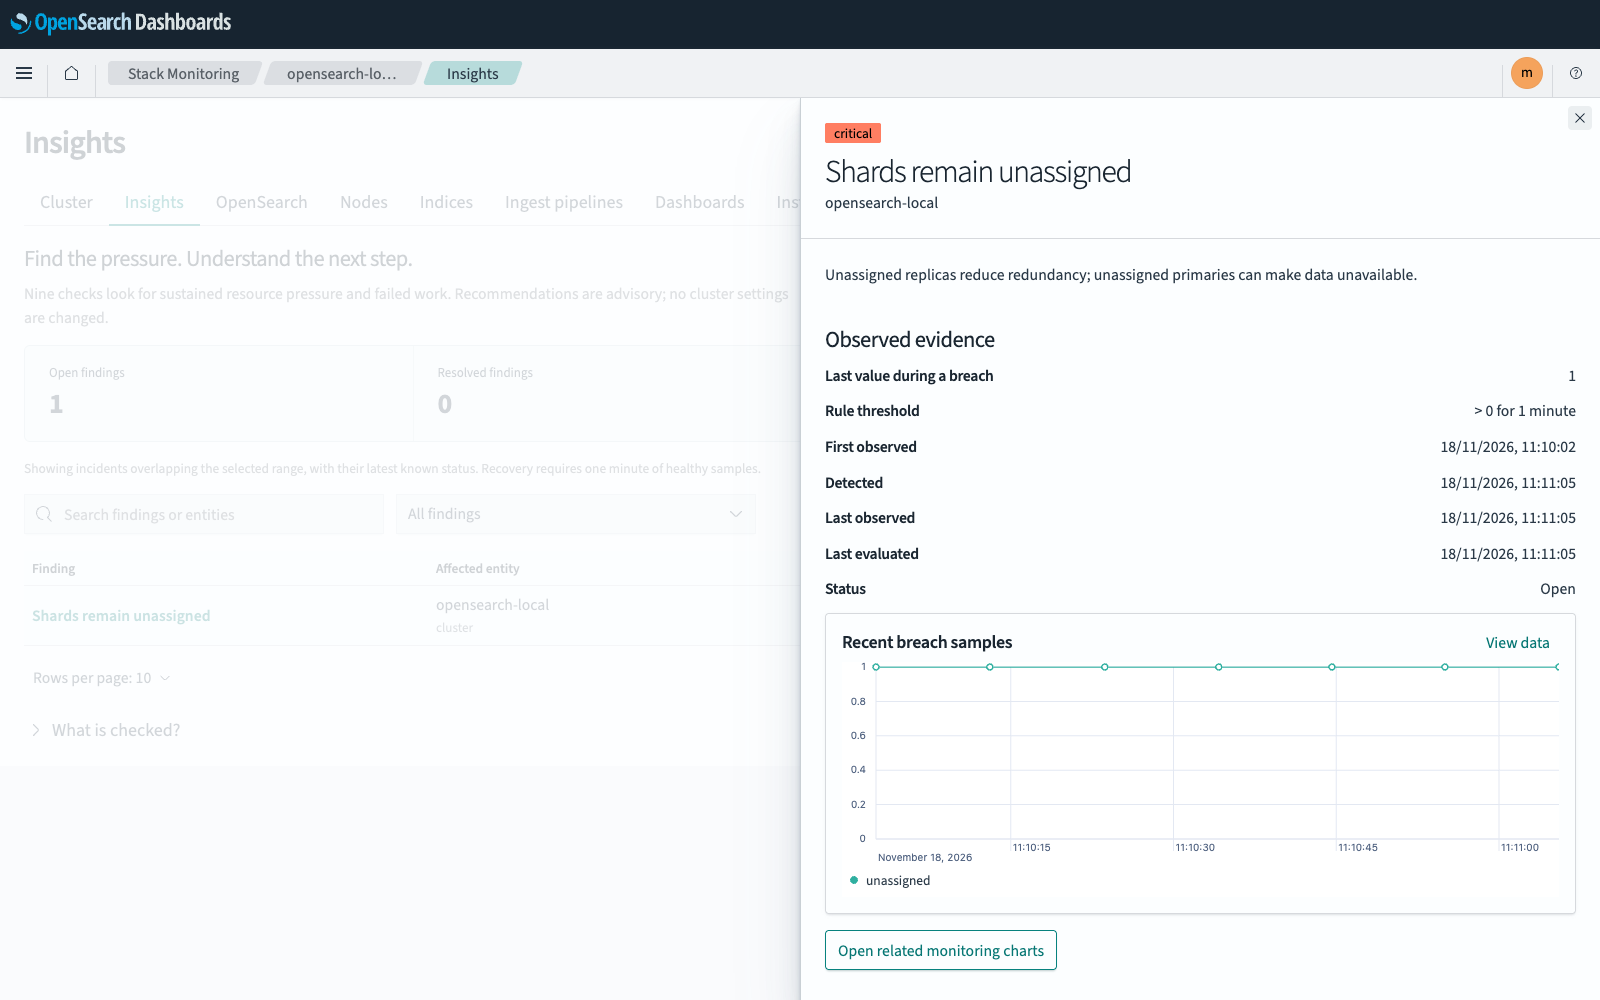 OpenSearch Dashboards
Stack Monitoring
opensearch-lo...
Insights
m
Insights
Cluster
Insights
OpenSearch
Nodes
Indices
Ingest pipelines
Dashboards
Ins
Find the pressure. Understand the next step.
Nine checks look for sustained resource pressure and failed work. Recommendations are advisory; no cluster settings
are changed.
Open findings
1
Resolved findings
0
Showing incidents overlapping the selected range, with their latest known status. Recovery requires one minute of healthy samples.
Search findings or entities
All findings
Finding
Affected entity
Shards remain unassigned
opensearch-local
cluster
Rows per page: 10
What is checked?
critical
Shards remain unassigned
opensearch-local
Unassigned replicas reduce redundancy; unassigned primaries can make data unavailable.
Observed evidence
Last value during a breach
1
Rule threshold
> 0 for 1 minute
First observed
18/11/2026, 11:10:02
Detected
18/11/2026, 11:11:05
Last observed
18/11/2026, 11:11:05
Last evaluated
18/11/2026, 11:11:05
Status
Open
Recent breach samples
View data
1
0.8
0.6
0.4
0.2
0
11:10:15
11:10:30
11:10:45
11:11:00
November 18, 2026
unassigned
Open related monitoring charts